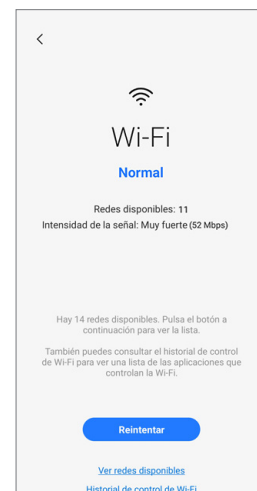 Wi-Fi
Normal
Redes disponibles: 11
Intensidad de la señal: Muy fuerte (52 Mbps)
Hay 14 redes disponibles. Pulsa el botón a
continuación para ver la lista.
También puedes consultar el historial de control
de Wi-Fi para ver una lista de las aplicaciones que
controlan la Wi-Fi.
Reintentar
Ver redes disponibles
Historial de control de Wi-Fi